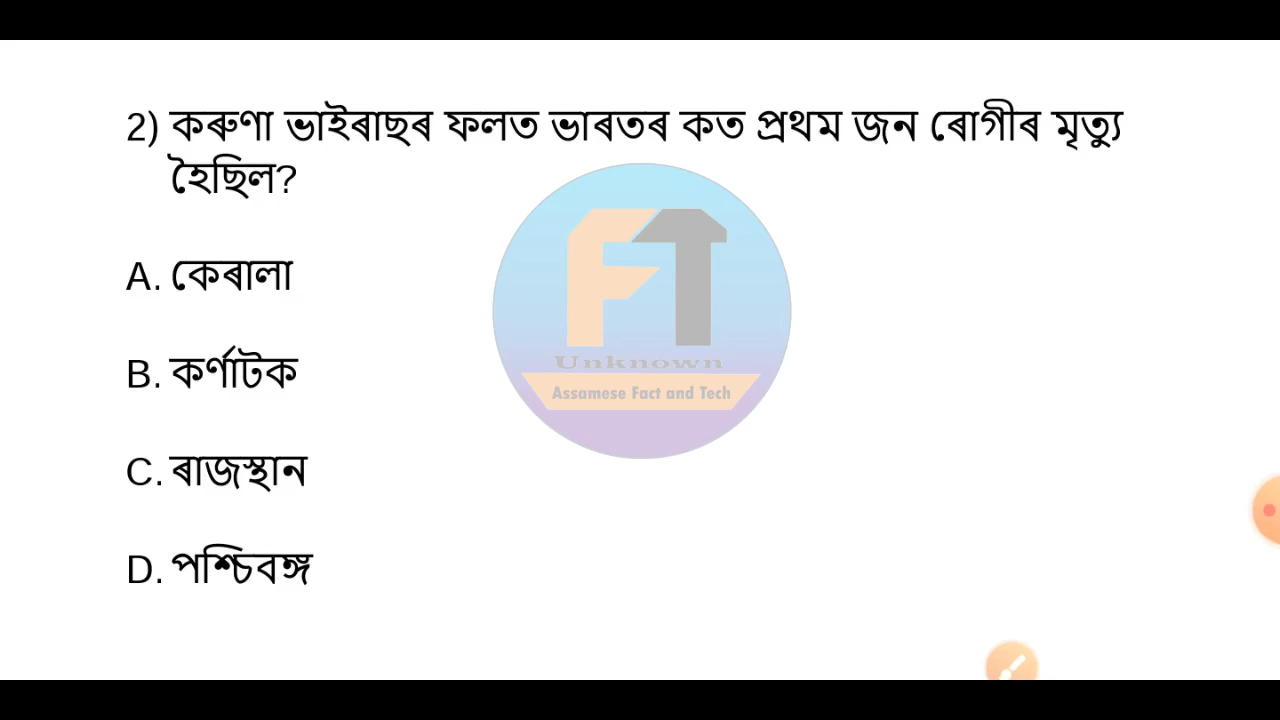 2) কৰুণা ভাইৰাছৰ ফলত ভাৰতৰ কত প্ৰথম জন ৰোগীৰ মৃত্যু
হৈছিল?
A. কেৰালা
B. কৰ্ণাটক
C. ৰাজস্থান
D. পশ্চিবঙ্গ
FT
Unknown
Assamese Fact and Tech